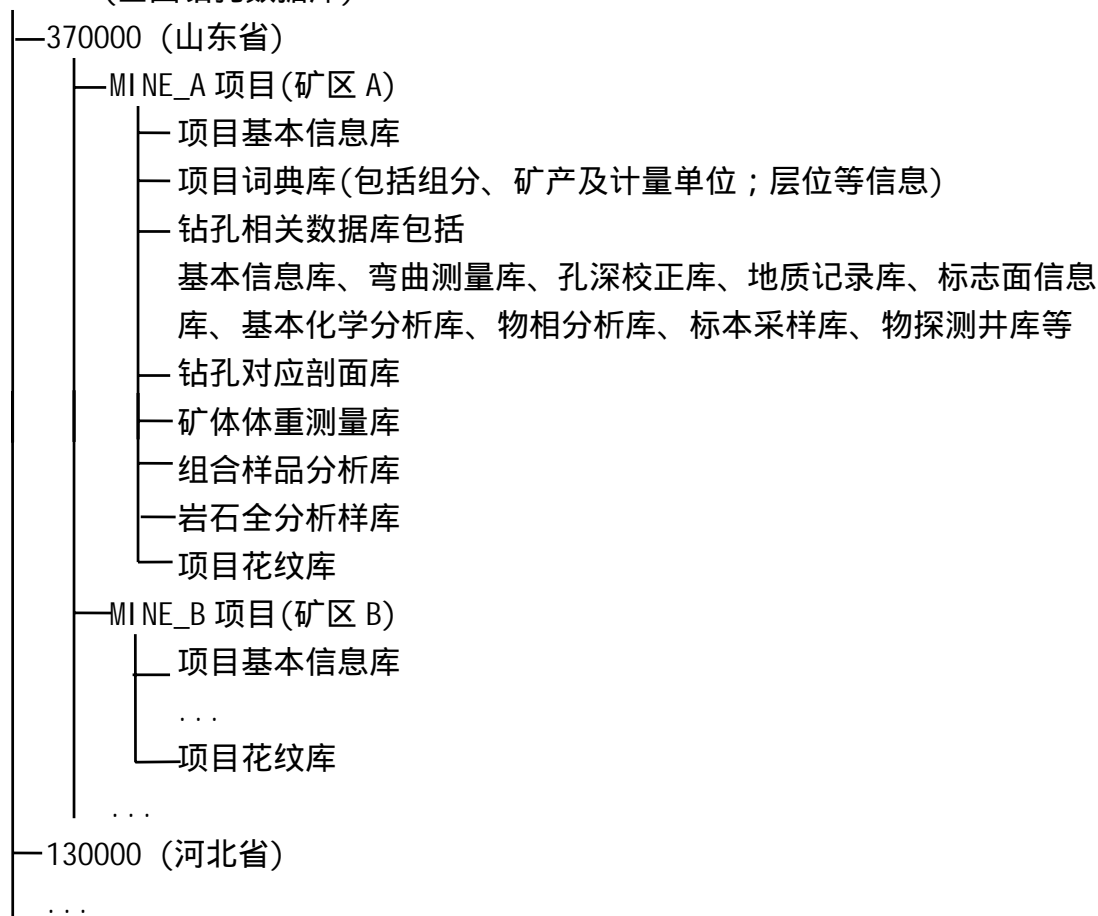 370000 (山东省)
MINE_A 项目(矿区 A)
项目基本信息库
项目词典库(包括组分、矿产及计量单位;层位等信息)
钻孔相关数据库包括
基本信息库、弯曲测量库、孔深校正库、地质记录库、标志面信息
库、基本化学分析库、物相分析库、标本采样库、物探测井库等
钻孔对应剖面库
矿体体重测量库
组合样品分析库
岩石全分析样库
项目花纹库
MINE_B 项目(矿区 B)
项目基本信息库
...
项目花纹库
...
130000 (河北省)
...